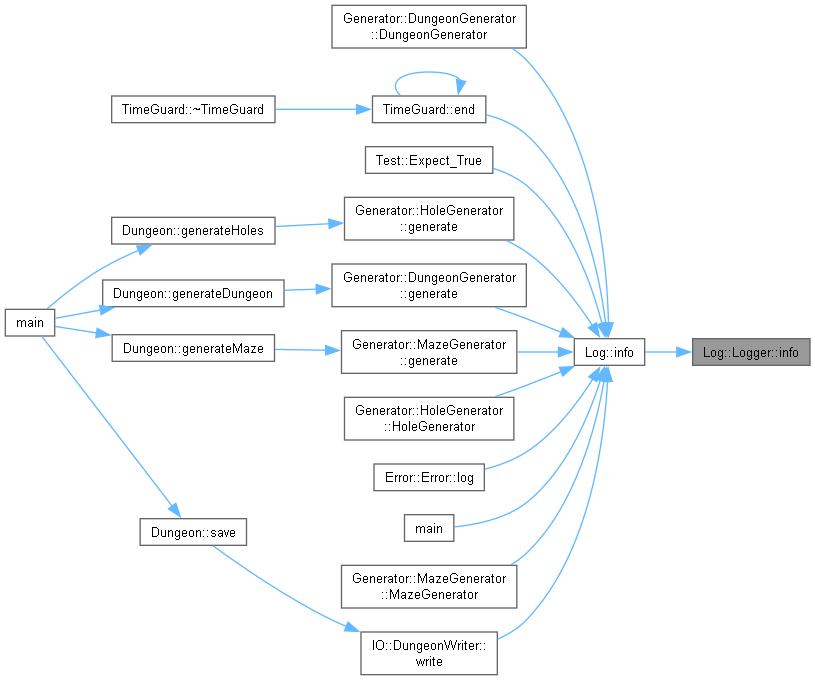 Generator::DungeonGenerator
::DungeonGenerator
TimeGuard::~TimeGuard
TimeGuard::end
Test::Expect_True
Generator::HoleGenerator
::generate
Dungeon::generateHoles
Generator::DungeonGenerator
::generate
Dungeon::generateDungeon
main
Generator::MazeGenerator
::generate
Dungeon::generateMaze
Log::info
Log::Logger::info
Generator::HoleGenerator
::HoleGenerator
Error::Error::log
main
Dungeon::save
Generator::MazeGenerator
::MazeGenerator
IO::DungeonWriter::
write